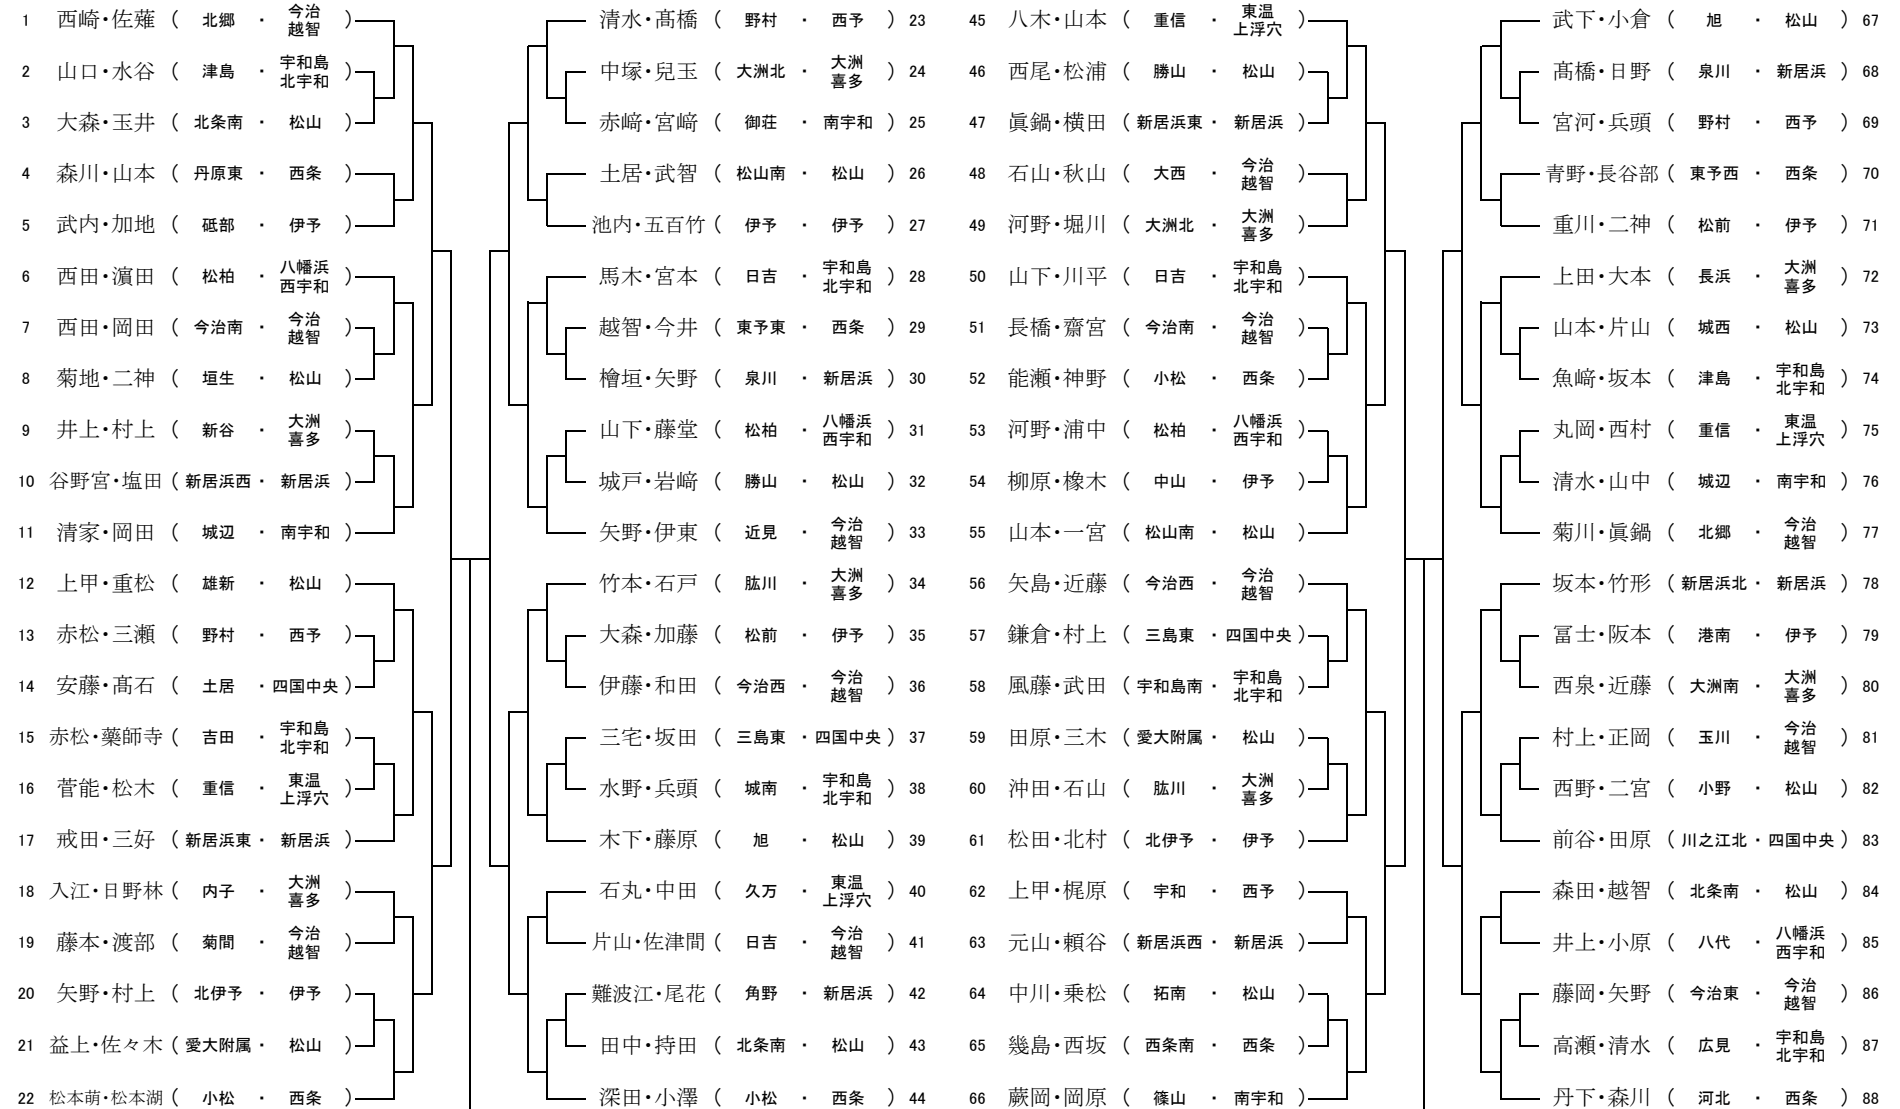 1 西崎・佐薙 ( 北郷 ・ 今治 越智 )
2 山口・水谷 ( 津島 ・ 宇和島 北宇和 )
3 大森・玉井 ( 北条南 ・ 松山 )
4 森川・山本 ( 丹原東 ・ 西条 )
5 武内・加地 ( 砥部 ・ 伊予 )
6 西田・濵田 ( 松柏 ・ 八幡浜 西宇和 )
7 西田・岡田 ( 今治南 ・ 今治 越智 )
8 菊地・二神 ( 垣生 ・ 松山 )
9 井上・村上 ( 新谷 ・ 大洲 喜多 )
10 谷野宮・塩田 ( 新居浜西 ・ 新居浜 )
11 清家・岡田 ( 城辺 ・ 南宇和 )
12 上甲・重松 ( 雄新 ・ 松山 )
13 赤松・三瀬 ( 野村 ・ 西予 )
14 安藤・髙石 ( 土居 ・ 四国中央 )
15 赤松・藥師寺 ( 吉田 ・ 宇和島 北宇和 )
16 菅能・松木 ( 重信 ・ 東温 上浮穴 )
17 戒田・三好 ( 新居浜東 ・ 新居浜 )
18 入江・日野林 ( 内子 ・ 大洲 喜多 )
19 藤本・渡部 ( 菊間 ・ 今治 越智 )
20 矢野・村上 ( 北伊予 ・ 伊予 )
21 益上・佐々木 ( 愛大附属 ・ 松山 )
22 松本萌・松本湖 ( 小松 ・ 西条 )
清水・髙橋 ( 野村 ・ 西予 ) 23
中塚・兒玉 ( 大洲北 ・ 大洲 喜多 ) 24
赤﨑・宮﨑 ( 御荘 ・ 南宇和 ) 25
土居・武智 ( 松山南 ・ 松山 ) 26
池内・五百竹 ( 伊予 ・ 伊予 ) 27
馬木・宮本 ( 日吉 ・ 宇和島 北宇和 ) 28
越智・今井 ( 東予東 ・ 西条 ) 29
檜垣・矢野 ( 泉川 ・ 新居浜 ) 30
山下・藤堂 ( 松柏 ・ 八幡浜 西宇和 ) 31
城戸・岩﨑 ( 勝山 ・ 松山 ) 32
矢野・伊東 ( 近見 ・ 今治 越智 ) 33
竹本・石戸 ( 肱川 ・ 大洲 喜多 ) 34
大森・加藤 ( 松前 ・ 伊予 ) 35
伊藤・和田 ( 今治西 ・ 今治 越智 ) 36
三宅・坂田 ( 三島東 ・ 四国中央 ) 37
水野・兵頭 ( 城南 ・ 宇和島 北宇和 ) 38
木下・藤原 ( 旭 ・ 松山 ) 39
石丸・中田 ( 久万 ・ 東温 上浮穴 ) 40
片山・佐津間 ( 日吉 ・ 今治 越智 ) 41
難波江・尾花 ( 角野 ・ 新居浜 ) 42
田中・持田 ( 北条南 ・ 松山 ) 43
深田・小澤 ( 小松 ・ 西条 ) 44
45 八木・山本 ( 重信 ・ 東温 上浮穴 )
46 西尾・松浦 ( 勝山 ・ 松山 )
47 眞鍋・横田 ( 新居浜東 ・ 新居浜 )
48 石山・秋山 ( 大西 ・ 今治 越智 )
49 河野・堀川 ( 大洲北 ・ 大洲 喜多 )
50 山下・川平 ( 日吉 ・ 宇和島 北宇和 )
51 長橋・齋宮 ( 今治南 ・ 今治 越智 )
52 能瀬・神野 ( 小松 ・ 西条 )
53 河野・浦中 ( 松柏 ・ 八幡浜 西宇和 )
54 柳原・橡木 ( 中山 ・ 伊予 )
55 山本・一宮 ( 松山南 ・ 松山 )
56 矢島・近藤 ( 今治西 ・ 今治 越智 )
57 鎌倉・村上 ( 三島東 ・ 四国中央 )
58 風藤・武田 ( 宇和島南 ・ 宇和島 北宇和 )
59 田原・三木 ( 愛大附属 ・ 松山 )
60 沖田・石山 ( 肱川 ・ 大洲 喜多 )
61 松田・北村 ( 北伊予 ・ 伊予 )
62 上甲・梶原 ( 宇和 ・ 西予 )
63 元山・頼谷 ( 新居浜西 ・ 新居浜 )
64 中川・乗松 ( 拓南 ・ 松山 )
65 幾島・西坂 ( 西条南 ・ 西条 )
66 蕨岡・岡原 ( 篠山 ・ 南宇和 )
武下・小倉 ( 旭 ・ 松山 ) 67
髙橋・日野 ( 泉川 ・ 新居浜 ) 68
宮河・兵頭 ( 野村 ・ 西予 ) 69
青野・長谷部 ( 東予西 ・ 西条 ) 70
重川・二神 ( 松前 ・ 伊予 ) 71
上田・大本 ( 長浜 ・ 大洲 喜多 ) 72
山本・片山 ( 城西 ・ 松山 ) 73
魚﨑・坂本 ( 津島 ・ 宇和島 北宇和 ) 74
丸岡・西村 ( 重信 ・ 東温 上浮穴 ) 75
清水・山中 ( 城辺 ・ 南宇和 ) 76
菊川・眞鍋 ( 北郷 ・ 今治 越智 ) 77
坂本・竹形 ( 新居浜北 ・ 新居浜 ) 78
冨士・阪本 ( 港南 ・ 伊予 ) 79
西泉・近藤 ( 大洲南 ・ 大洲 喜多 ) 80
村上・正岡 ( 玉川 ・ 今治 越智 ) 81
西野・二宮 ( 小野 ・ 松山 ) 82
前谷・田原 ( 川之江北 ・ 四国中央 ) 83
森田・越智 ( 北条南 ・ 松山 ) 84
井上・小原 ( 八代 ・ 八幡浜 西宇和 ) 85
藤岡・矢野 ( 今治東 ・ 今治 越智 ) 86
高瀬・清水 ( 広見 ・ 宇和島 北宇和 ) 87
丹下・森川 ( 河北 ・ 西条 ) 88